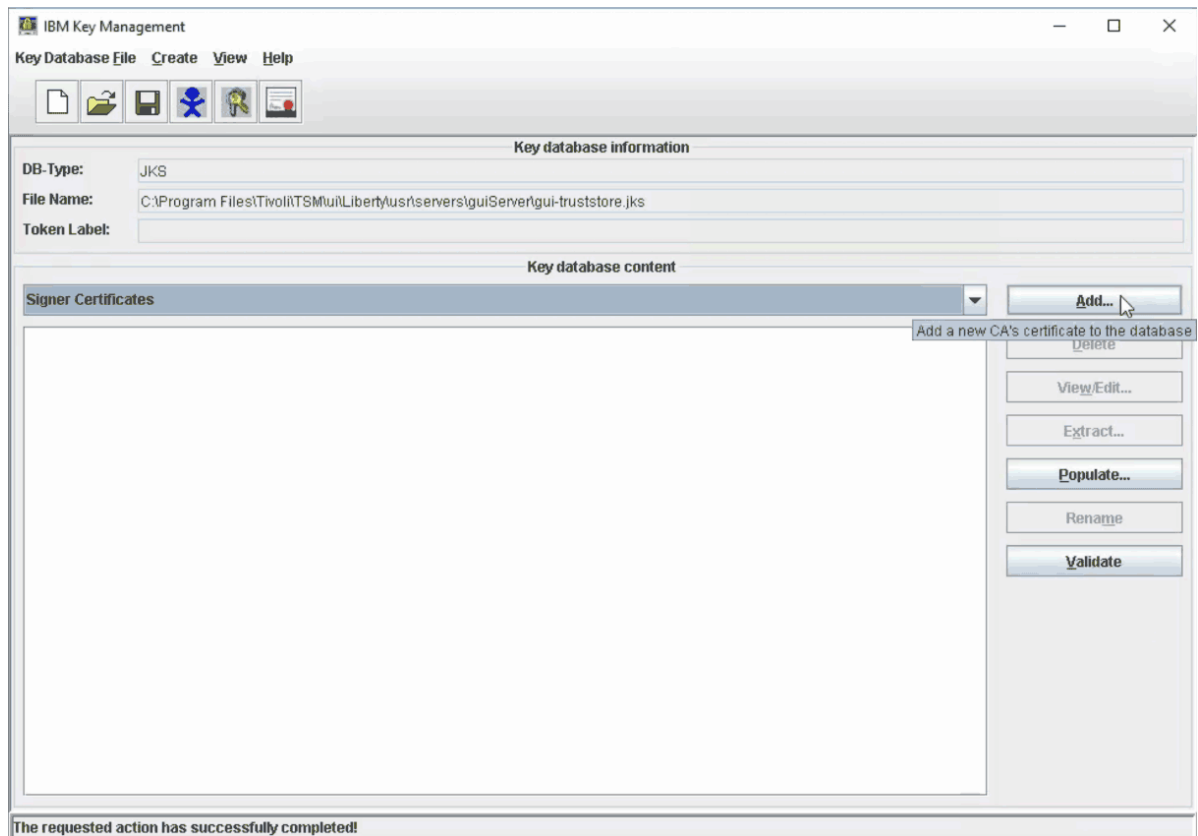 IBM Key Management
Key Database File Create View Help
Key database information
DB-Type: JKS
File Name: C:\Program Files\Tivoli\TSM\ui\Liberty\usr\servers\guiServer\gui-truststore.jks
Token Label:
Key database content
Signer Certificates
Add...
Add a new CA's certificate to the database
Delete
View/Edit...
Extract...
Populate...
Rename
Validate
The requested action has successfully completed!